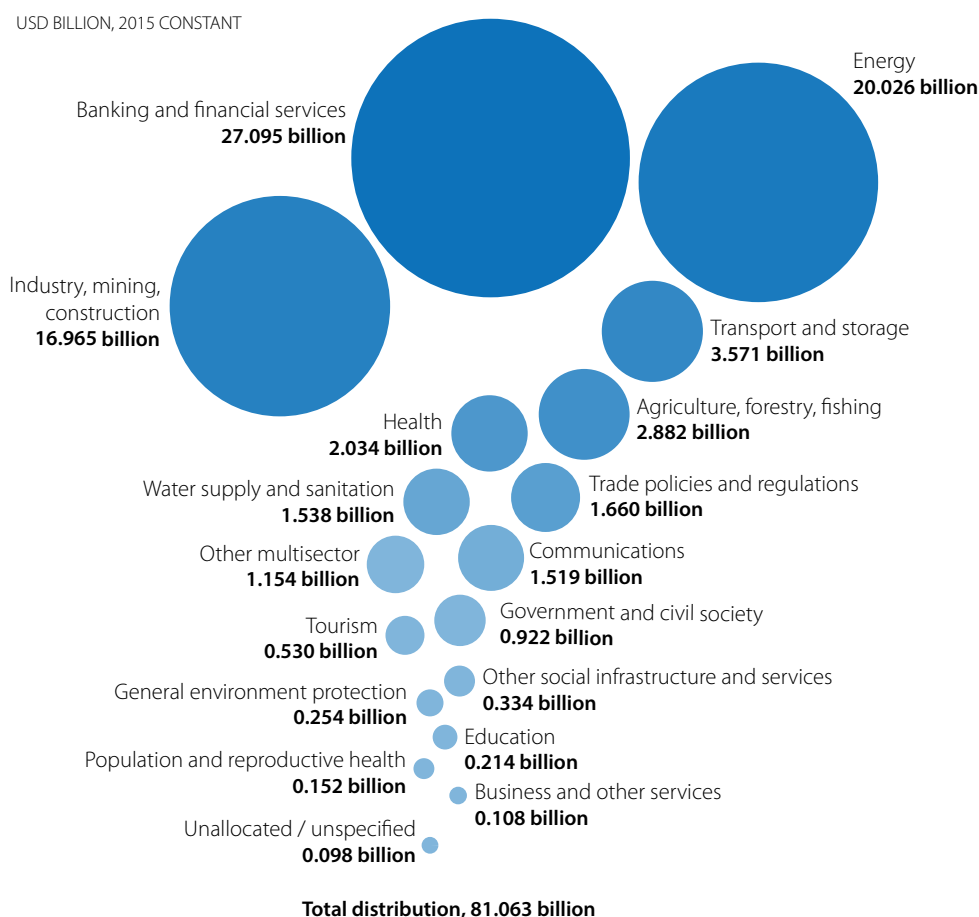 USD BILLION, 2015 CONSTANT
Energy
20.026 billion
Banking and financial services
27.095 billion
Industry, mining,
construction
16.965 billion
Transport and storage
3.571 billion
Agriculture, forestry, fishing
2.882 billion
Health
2.034 billion
Trade policies and regulations
1.660 billion
Water supply and sanitation
1.538 billion
Communications
1.519 billion
Other multisector
1.154 billion
Government and civil society
0.922 billion
Tourism
0.530 billion
Other social infrastructure and services
0.334 billion
General environment protection
0.254 billion
Education
0.214 billion
Population and reproductive health
0.152 billion
Business and other services
0.108 billion
Unallocated / unspecified
0.098 billion
Total distribution, 81.063 billion